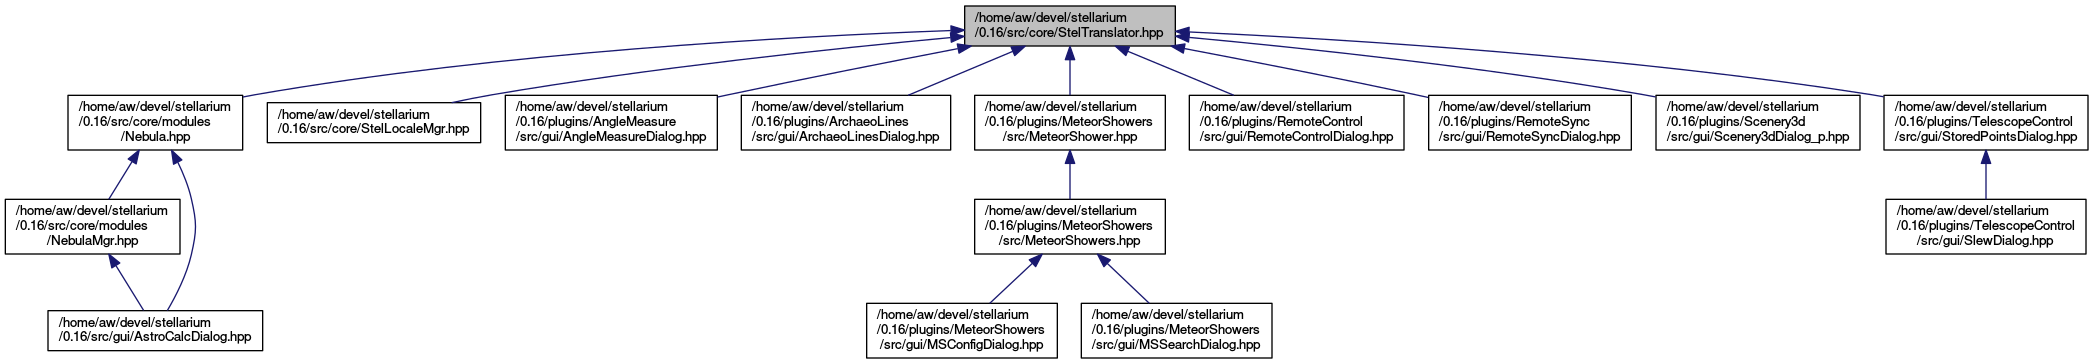 /home/aw/devel/stellarium
/0.16/src/core/StelTranslator.hpp
/home/aw/devel/stellarium
/0.16/src/core/modules
/Nebula.hpp
/home/aw/devel/stellarium
/0.16/src/core/StelLocaleMgr.hpp
/home/aw/devel/stellarium
/0.16/plugins/AngleMeasure
/src/gui/AngleMeasureDialog.hpp
/home/aw/devel/stellarium
/0.16/plugins/ArchaeoLines
/src/gui/ArchaeoLinesDialog.hpp
/home/aw/devel/stellarium
/0.16/plugins/MeteorShowers
/src/MeteorShower.hpp
/home/aw/devel/stellarium
/0.16/plugins/RemoteControl
/src/gui/RemoteControlDialog.hpp
/home/aw/devel/stellarium
/0.16/plugins/RemoteSync
/src/gui/RemoteSyncDialog.hpp
/home/aw/devel/stellarium
/0.16/plugins/Scenery3d
/src/gui/Scenery3dDialog_p.hpp
/home/aw/devel/stellarium
/0.16/plugins/TelescopeControl
/src/gui/StoredPointsDialog.hpp
/home/aw/devel/stellarium
/0.16/src/core/modules
/NebulaMgr.hpp
/home/aw/devel/stellarium
/0.16/plugins/MeteorShowers
/src/MeteorShowers.hpp
/home/aw/devel/stellarium
/0.16/plugins/TelescopeControl
/src/gui/SlewDialog.hpp
/home/aw/devel/stellarium
/0.16/src/gui/AstroCalcDialog.hpp
/home/aw/devel/stellarium
/0.16/plugins/MeteorShowers
/src/gui/MSConfigDialog.hpp
/home/aw/devel/stellarium
/0.16/plugins/MeteorShowers
/src/gui/MSSearchDialog.hpp